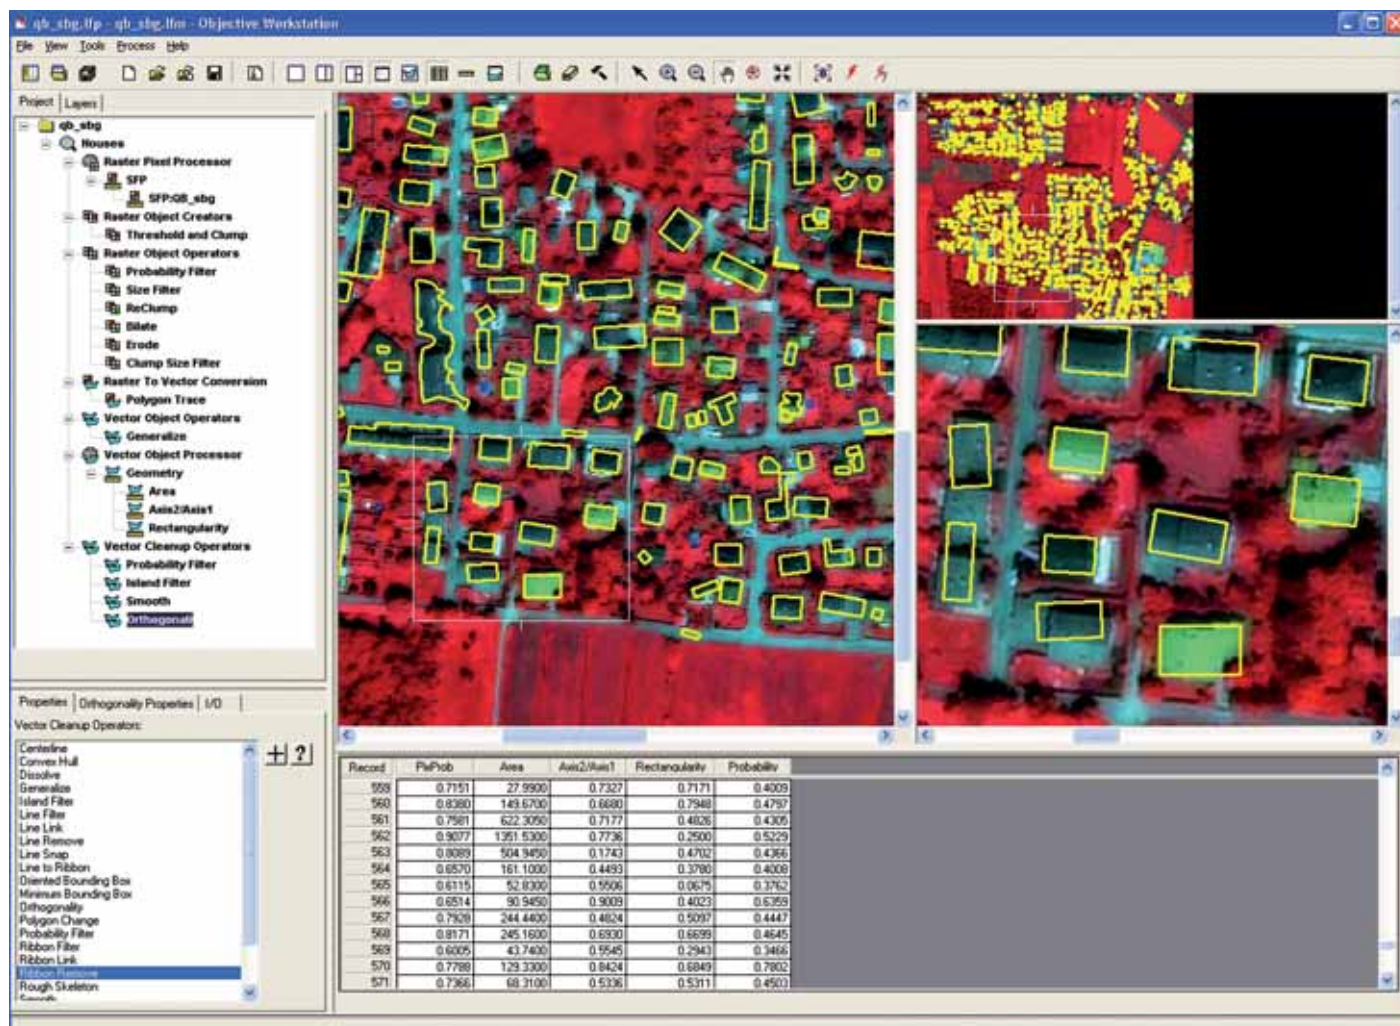 qb_sbg.lfp - qb_sbg.lfm - Objective Workstation
File View Tools Process Help
Project Layers
qb_sbg
Houses
Raster Pixel Processor
SFP
SFP:QB_sbg
Raster Object Creators
Threshold and Clump
Raster Object Operators
Probability Filter
Size Filter
ReClump
Dilate
Erode
Clump Size Filter
Raster To Vector Conversion
Polygon Trace
Vector Object Operators
Generalize
Vector Object Processor
Geometry
Area
Axis2/Axis1
Rectangularity
Vector Cleanup Operators
Probability Filter
Island Filter
Smooth
Orthogonali
Properties Orthogonality Properties I/O
Vector Cleanup Operators:
Centerline
Convex Hull
Dissolve
Generalize
Island Filter
Line Filter
Line Link
Line Remove
Line Snap
Line to Ribbon
Oriented Bounding Box
Minimum Bounding Box
Orthogonality
Polygon Change
Probability Filter
Ribbon Filter
Ribbon Link
Ribbon Remove
Rough Skeleton
Smooth
Record PixProb Area Axis2/Axis1 Rectangularity Probability
559 0.7151 27.9900 0.7327 0.7171 0.4009
560 0.8380 149.6700 0.6680 0.7948 0.4797
561 0.7581 622.3050 0.7177 0.4826 0.4305
562 0.9077 1351.5300 0.7736 0.2500 0.5229
563 0.8089 504.9450 0.1743 0.4702 0.4366
564 0.6570 161.1000 0.4493 0.3780 0.4008
565 0.6115 52.8300 0.5506 0.0675 0.3762
566 0.6514 90.9450 0.9009 0.4023 0.6359
567 0.7928 244.4400 0.4824 0.5097 0.4447
568 0.8171 245.1600 0.6930 0.6699 0.4645
569 0.6005 43.7400 0.5545 0.2943 0.3466
570 0.7788 129.3300 0.8424 0.6849 0.7802
571 0.7366 68.3100 0.5336 0.5311 0.4503